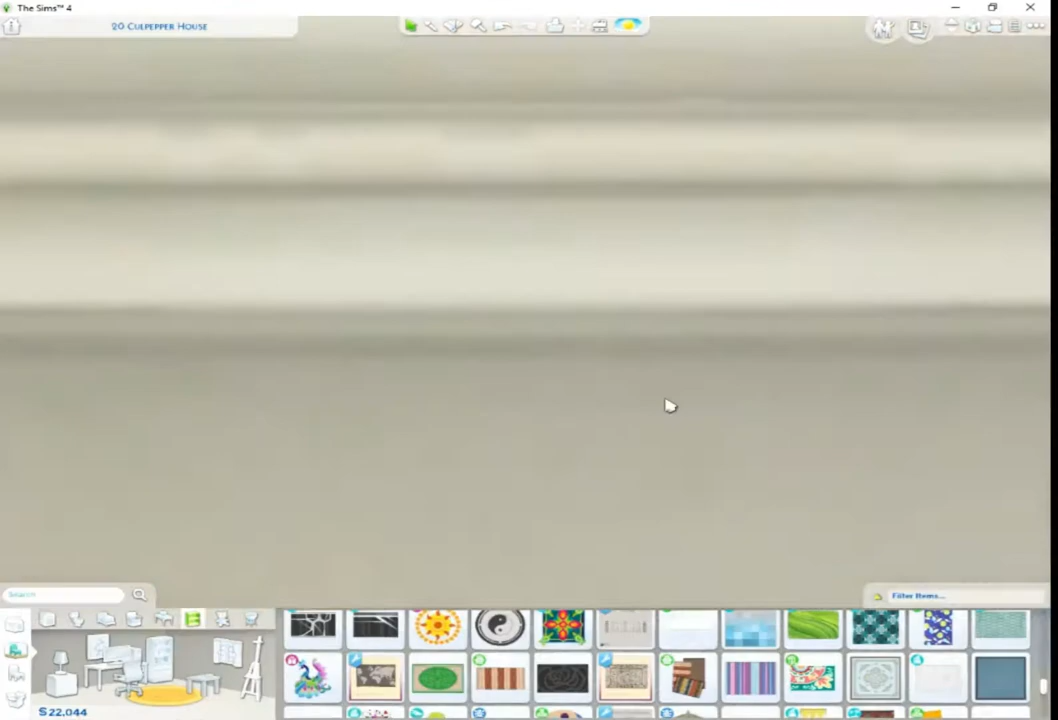 The Sims™ 4
20 CULPEPPER HOUSE
Search
Filter Items...
§22,044